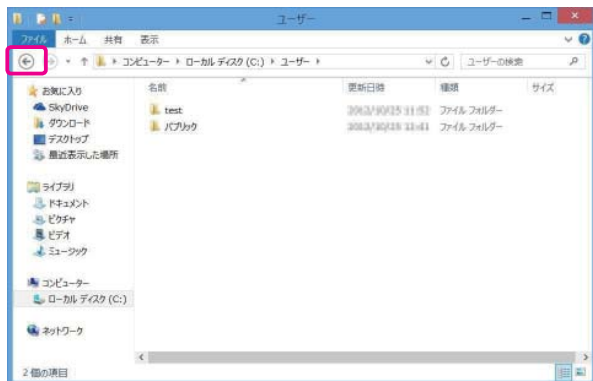 ユーザー
ファイル ホーム 共有 表示
コンピューター ローカル ディスク (C:) ユーザー ユーザーの検索
名前 更新日時 種類 サイズ
お気に入り
SkyDrive
ダウンロード
デスクトップ
最近表示した場所
test ファイル フォルダー
パブリック ファイル フォルダー
ライブラリ
ドキュメント
ピクチャ
ビデオ
ミュージック
コンピューター
ローカル ディスク (C:)
ネットワーク
2 個の項目